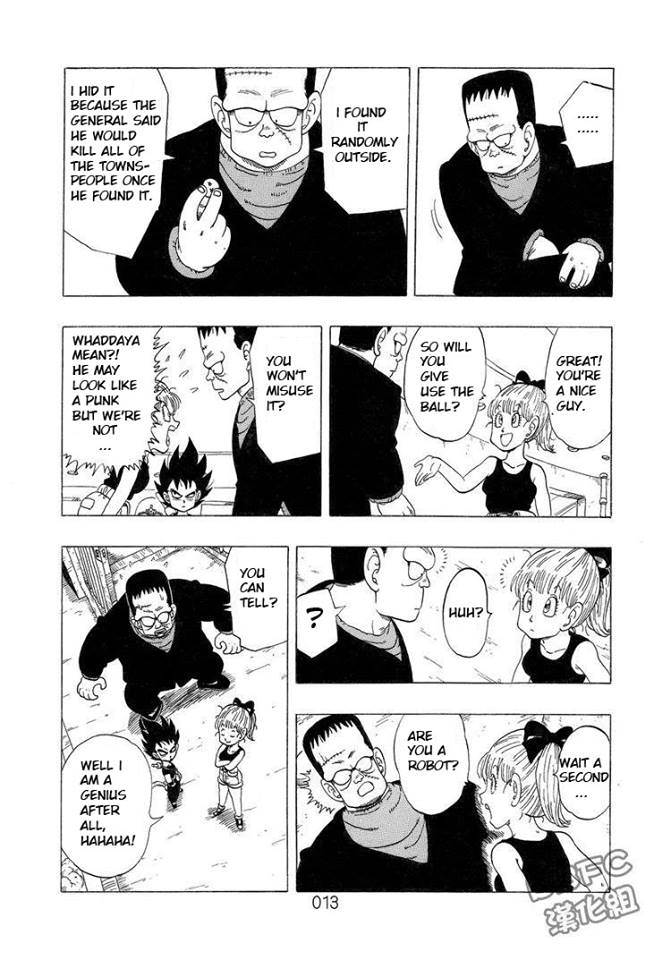 ......
......
I FOUND
IT
RANDOMLY
OUTSIDE.
I HID IT
BECAUSE THE
GENERAL SAID
HE WOULD
KILL ALL OF
THE TOWNS-
PEOPLE ONCE
HE FOUND IT.
GREAT!
YOU'RE
A NICE
GUY.
SO WILL
YOU
GIVE
USE THE
BALL?
YOU
WON'T
MISUSE
IT?
WHADDAYA
MEAN?!
HE MAY
LOOK LIKE
A PUNK
BUT WE'RE
NOT
...
HUH?
?
WAIT A
SECOND
...
ARE
YOU A
ROBOT?
YOU
CAN
TELL?
WELL I
AM A
GENIUS
AFTER
ALL,
HAHAHA!
013
漢化組